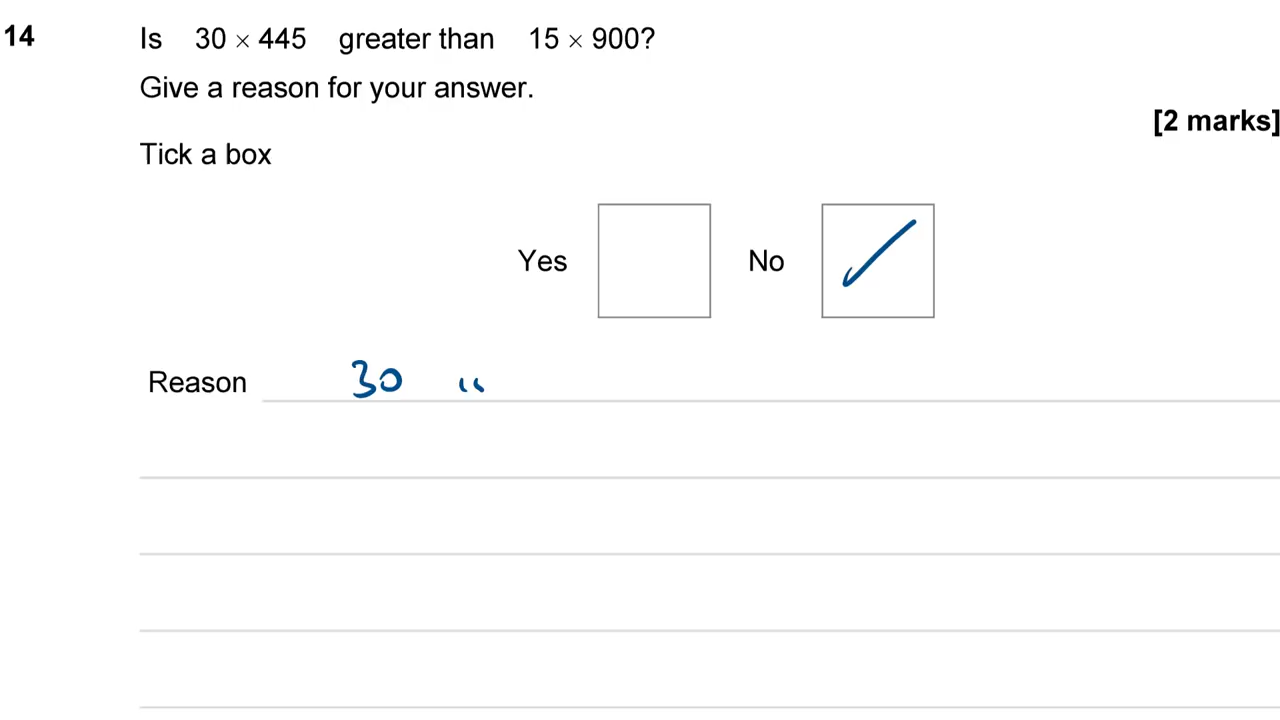 14 Is 30 × 445 greater than 15 × 900?
Give a reason for your answer.
[2 marks]
Tick a box
Yes No
Reason 30